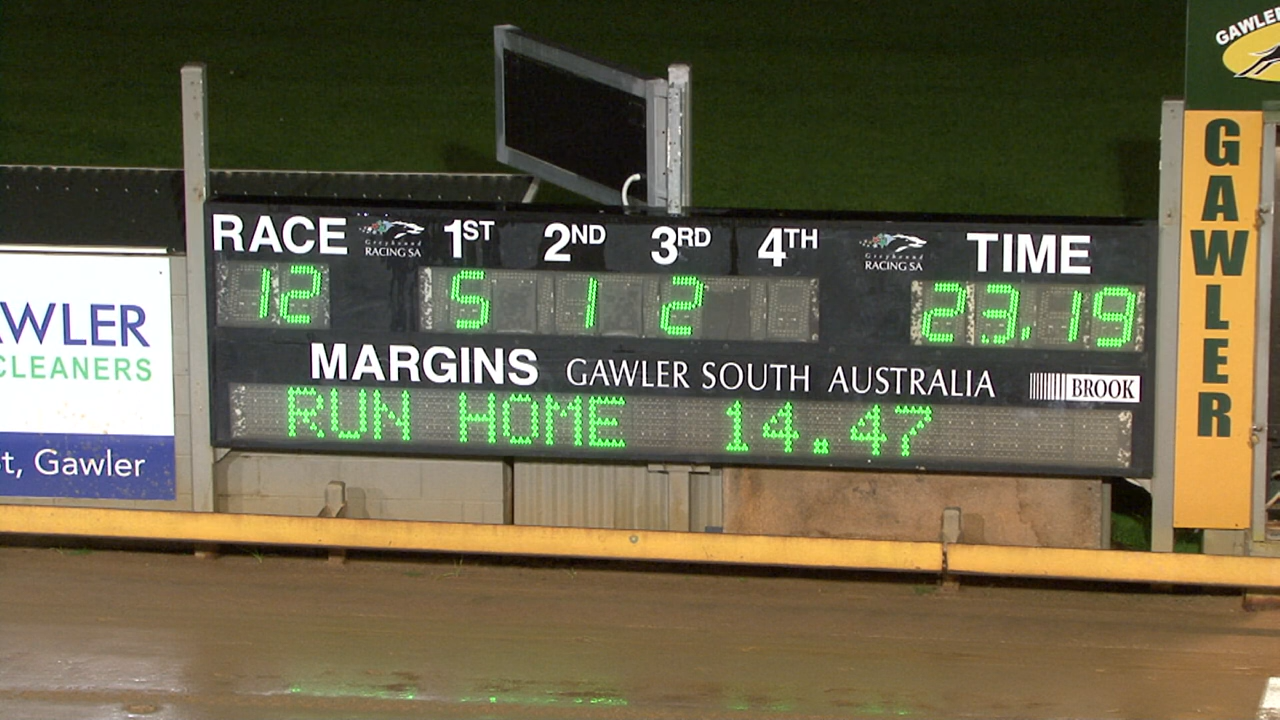 GAWLER
RACE
Greyhound
RACING SA
1ST 2ND 3RD 4TH
Greyhound
RACING SA
TIME
12 5 1 2 23.19
MARGINS GAWLER SOUTH AUSTRALIA BROOK
RUN HOME 14.47
AWLER
CLEANERS
t, Gawler
GAWLER